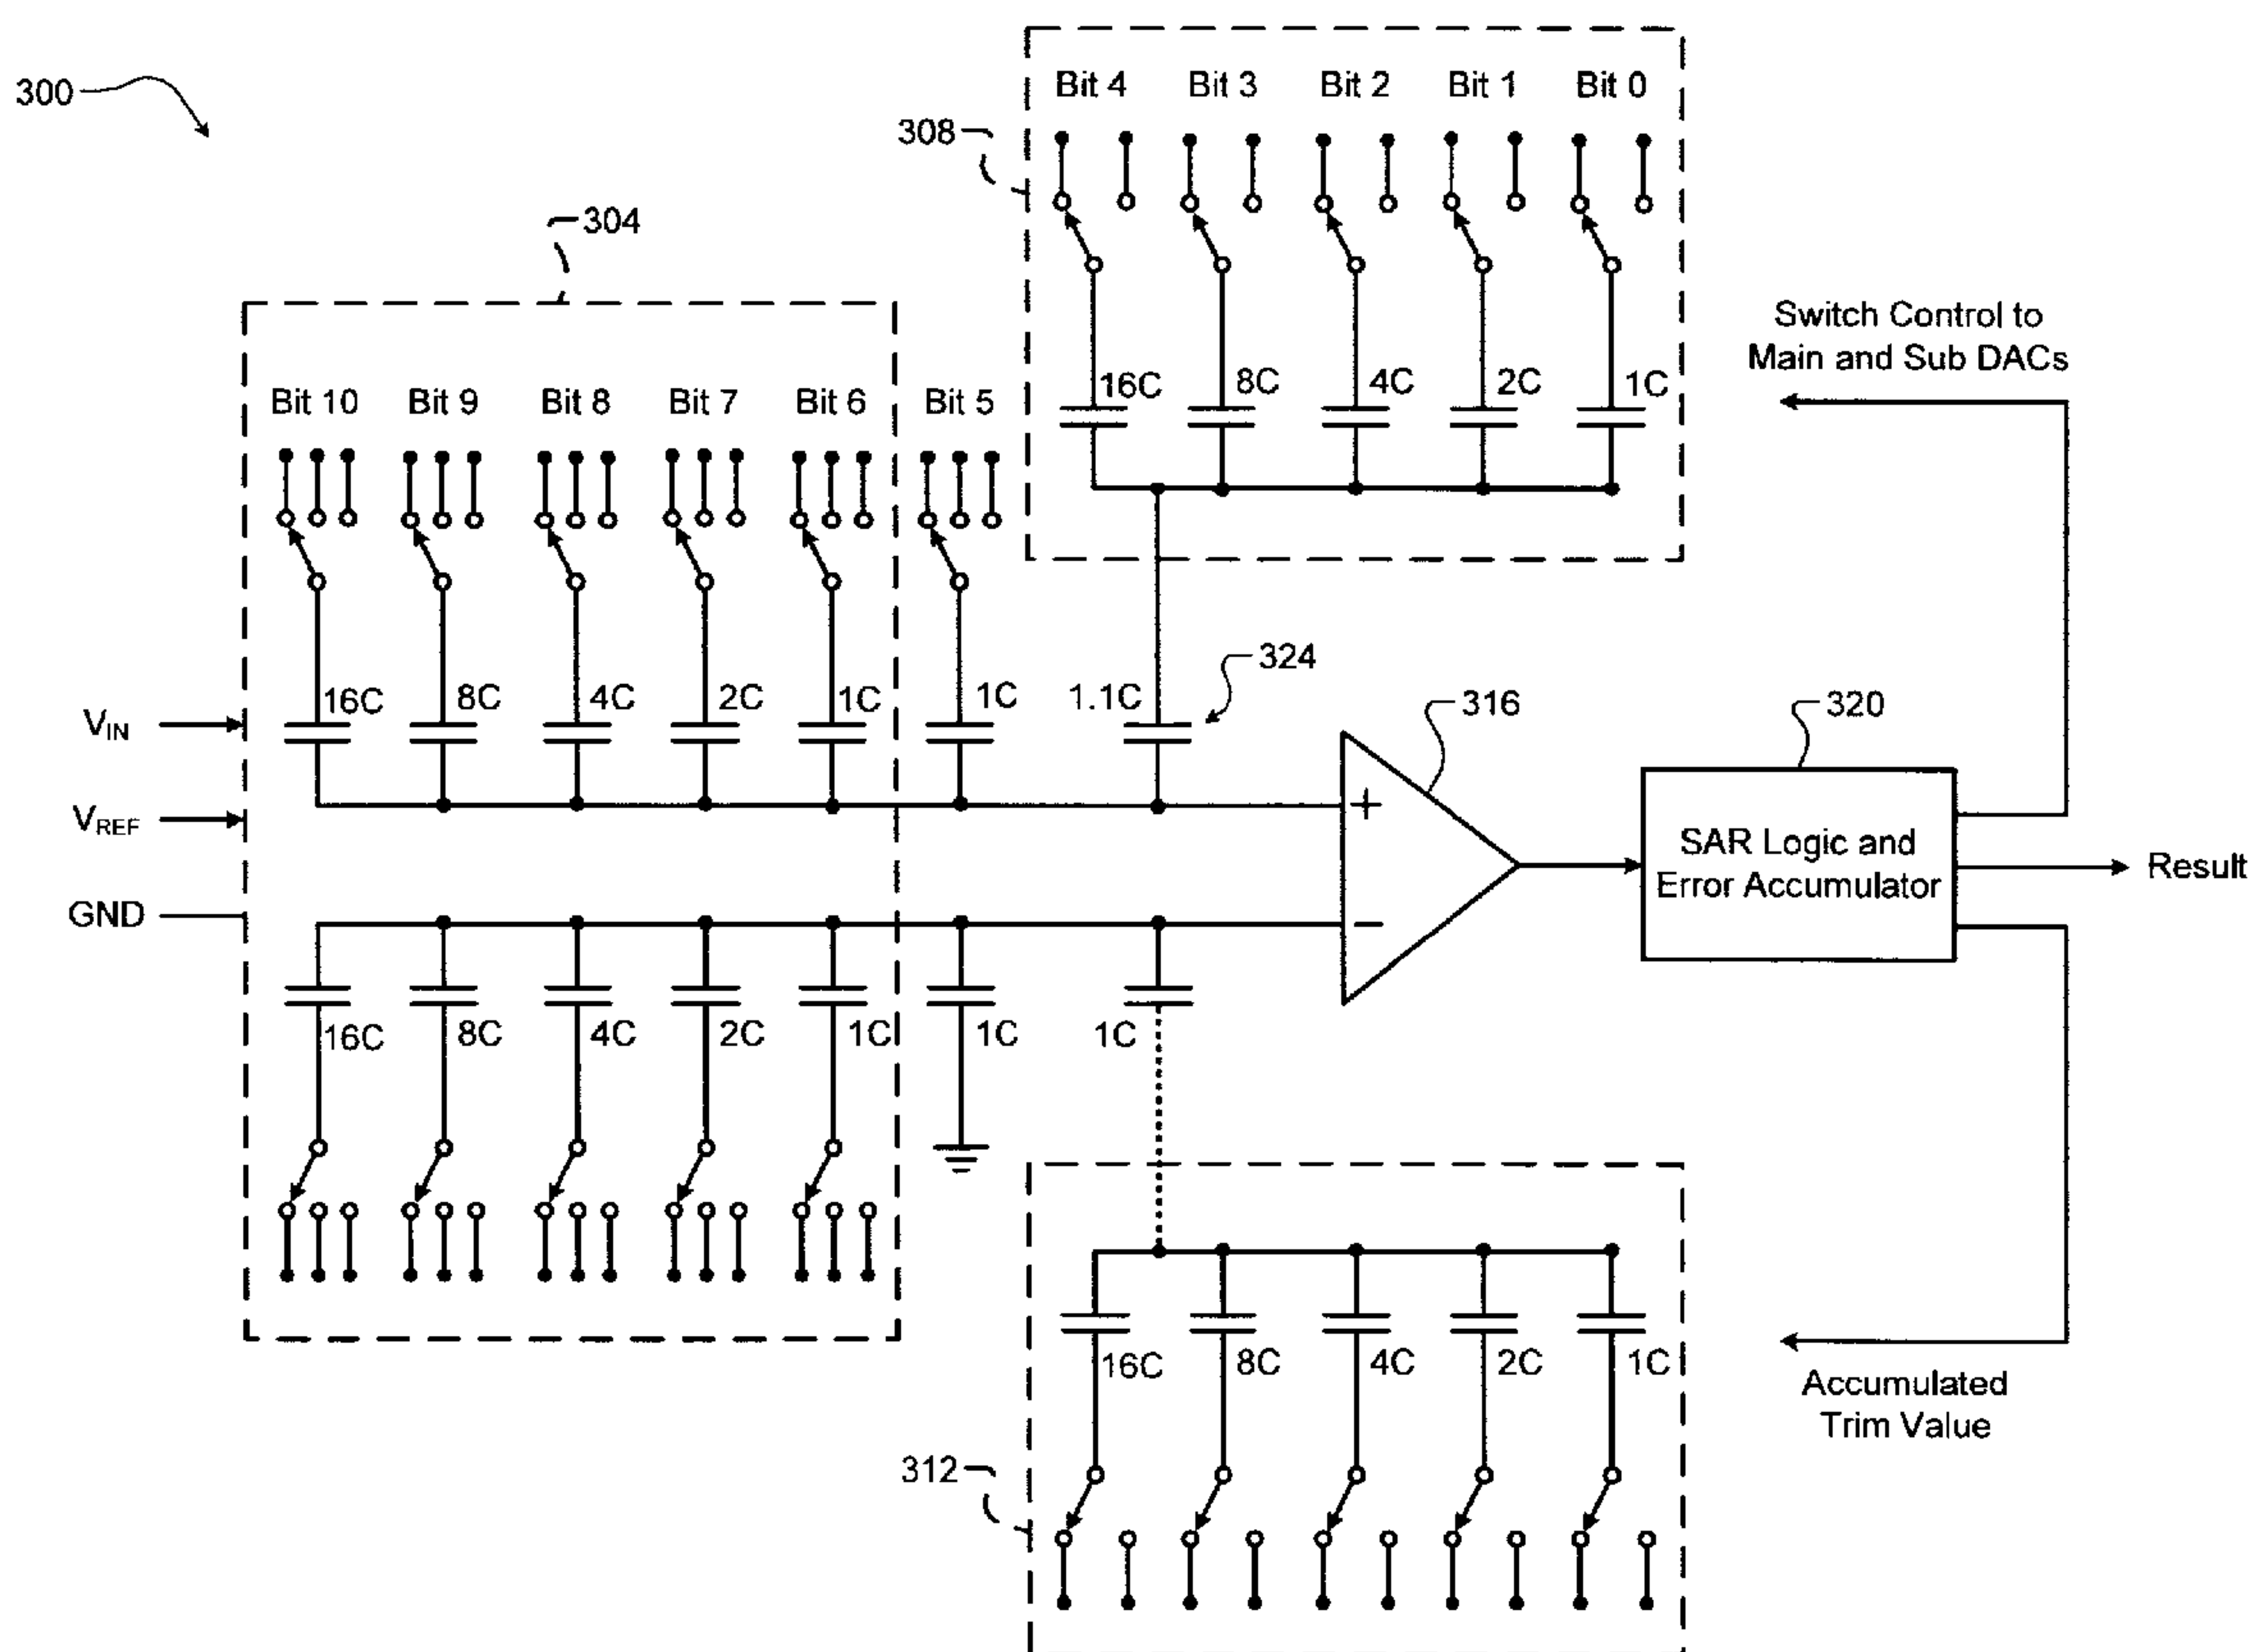 300
Bit 4 Bit 3 Bit 2 Bit 1 Bit 0
308
304
Switch Control to
Main and Sub DACs
16C 8C 4C 2C 1C
Bit 10 Bit 9 Bit 8 Bit 7 Bit 6 Bit 5
324
16C 8C 4C 2C 1C 1C 1.1C
316
320
VIN
VREF
GND
+
−
SAR Logic and
Error Accumulator
Result
16C 8C 4C 2C 1C 1C 1C
16C 8C 4C 2C 1C
Accumulated
Trim Value
312